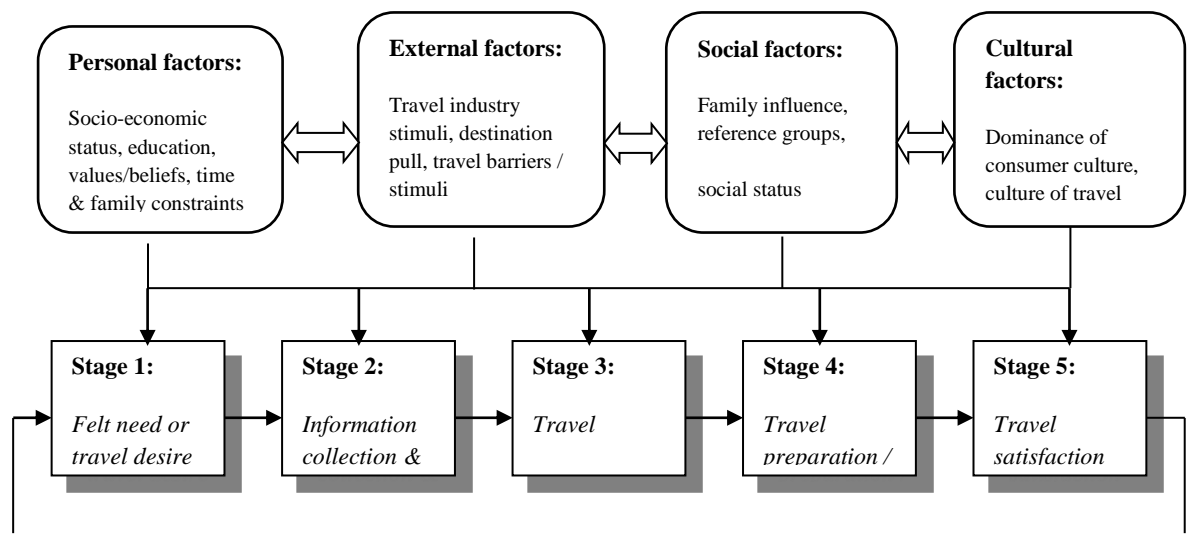 Personal factors:
Socio-economic
status, education,
values/beliefs, time
& family constraints
External factors:
Travel industry
stimuli, destination
pull, travel barriers /
stimuli
Social factors:
Family influence,
reference groups,
social status
Cultural
factors:
Dominance of
consumer culture,
culture of travel
Stage 1:
Felt need or
travel desire
Stage 2:
Information
collection &
Stage 3:
Travel
Stage 4:
Travel
preparation /
Stage 5:
Travel
satisfaction